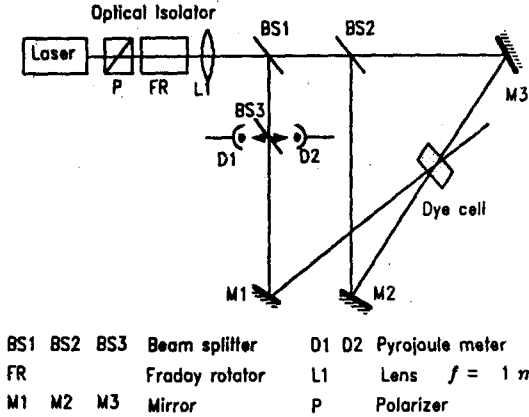 Optical Isolator
BS1
BS2
Laser
P
FR
L1
M3
BS3
D1
D2
Dye cell
M1
M2
BS1 BS2 BS3 Beam splitter D1 D2 Pyrojoule meter
FR Fraday rotator L1 Lens f = 1 n
M1 M2 M3 Mirror P Polarizer